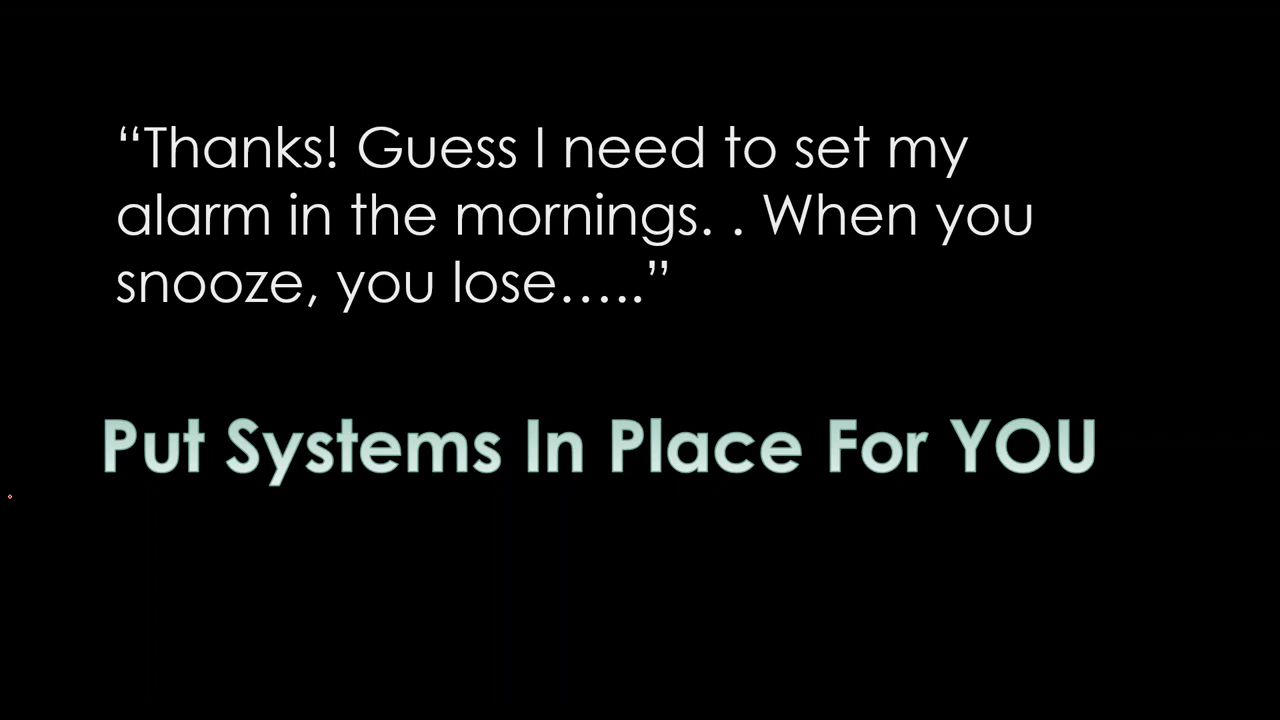 “Thanks! Guess I need to set my
alarm in the mornings. . When you
snooze, you lose…..”
Put Systems In Place For YOU